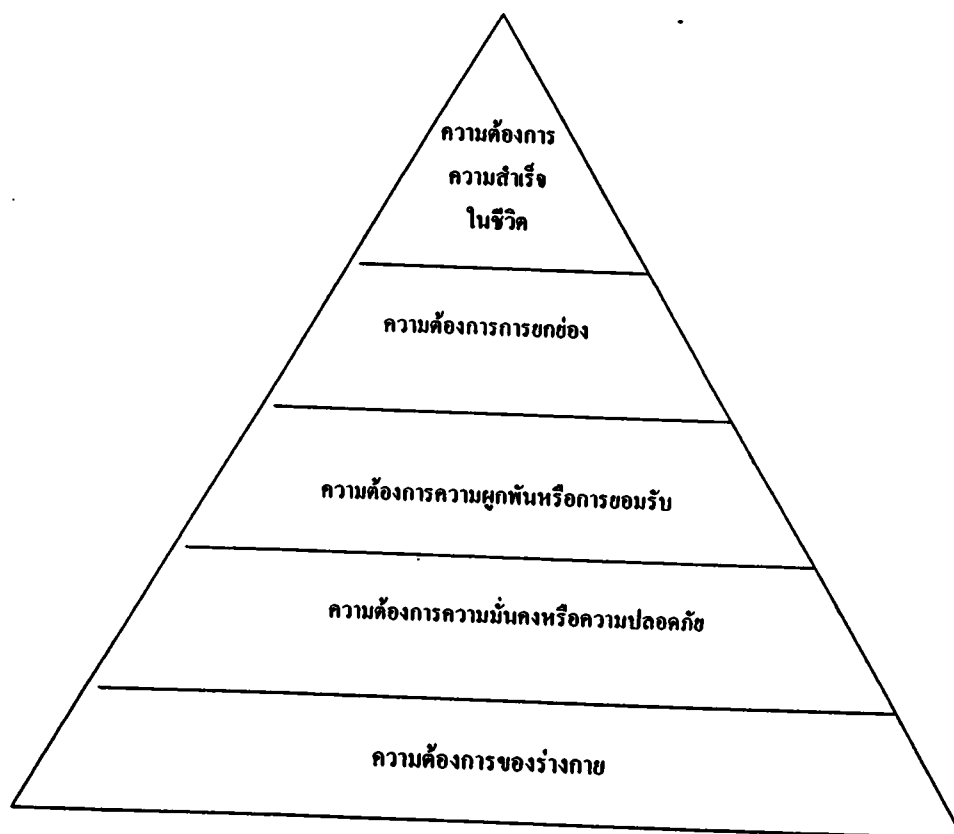 ความต้องการ
ความสำเร็จ
ในชีวิต
ความต้องการการยกย่อง
ความต้องการความผูกพันหรือการยอมรับ
ความต้องการความมั่นคงหรือความปลอดภัย
ความต้องการของร่างกาย